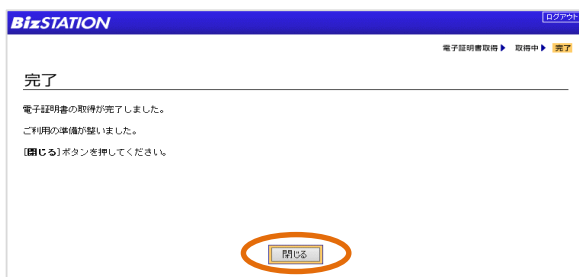 BizSTATION
ログアウト
電子証明書取得▶ 取得中▶ 完了
完了
電子証明書の取得が完了しました。
ご利用の準備が整いました。
[閉じる]ボタンを押してください。
閉じる